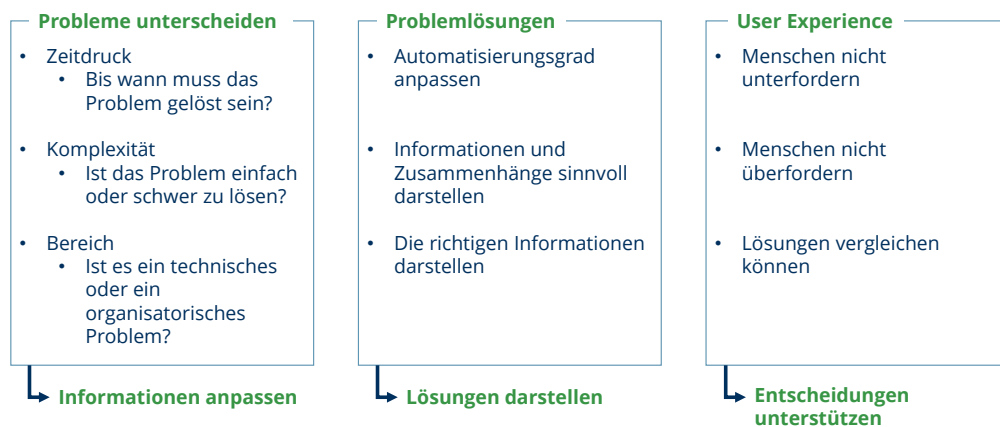 Probleme unterscheiden
• Zeitdruck
• Bis wann muss das
Problem gelöst sein?
• Komplexität
• Ist das Problem einfach
oder schwer zu lösen?
• Bereich
• Ist es ein technisches
oder ein
organisatorisches
Problem?
Informationen anpassen
Problemlösungen
• Automatisierungsgrad
anpassen
• Informationen und
Zusammenhänge sinnvoll
darstellen
• Die richtigen Informationen
darstellen
Lösungen darstellen
User Experience
• Menschen nicht
unterfordern
• Menschen nicht
überfordern
• Lösungen vergleichen
können
Entscheidungen
unterstützen